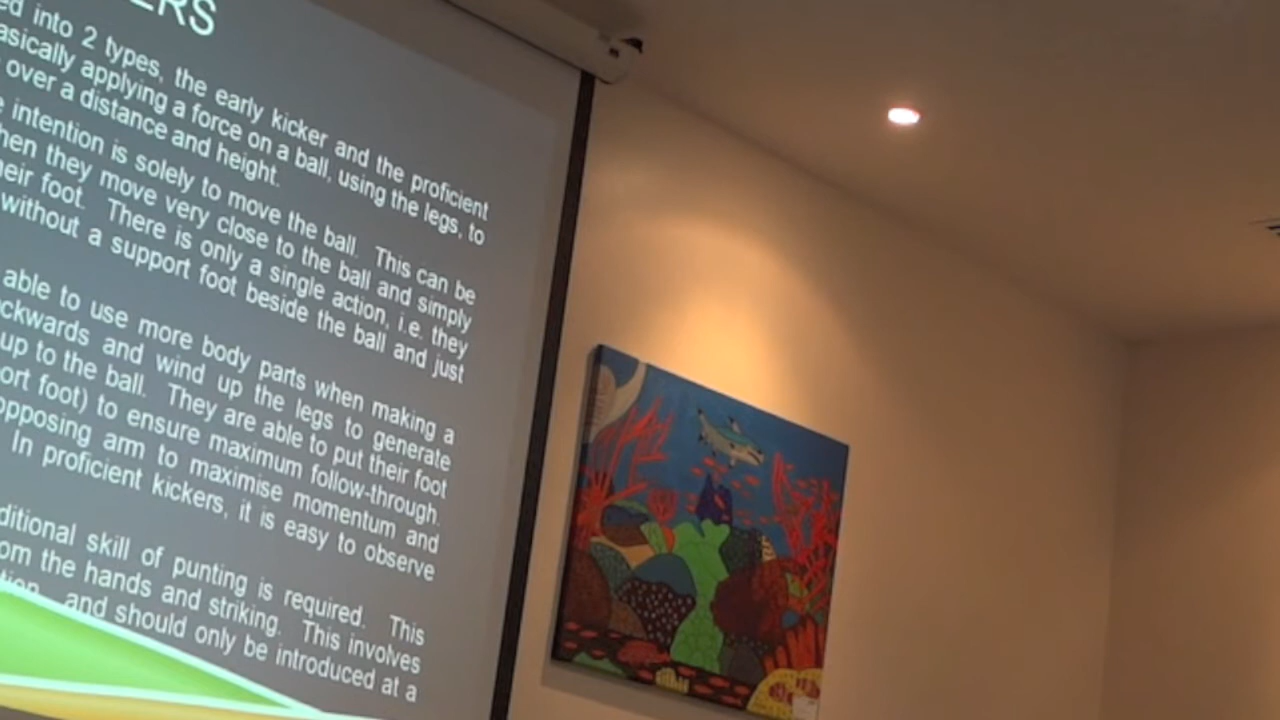 ERS
ed into 2 types, the early kicker and the proficient
asically applying a force on a ball, using the legs, to
over a distance and height.
intention is solely to move the ball. This can be
hen they move very close to the ball and simply
heir foot. There is only a single action, i.e. they
without a support foot beside the ball and just
able to use more body parts when making a
ckwards and wind up the legs to generate
up to the ball. They are able to put their foot
ort foot) to ensure maximum follow-through.
opposing arm to maximise momentum and
In proficient kickers, it is easy to observe
ditional skill of punting is required. This
om the hands and striking. This involves
tion and should only be introduced at a